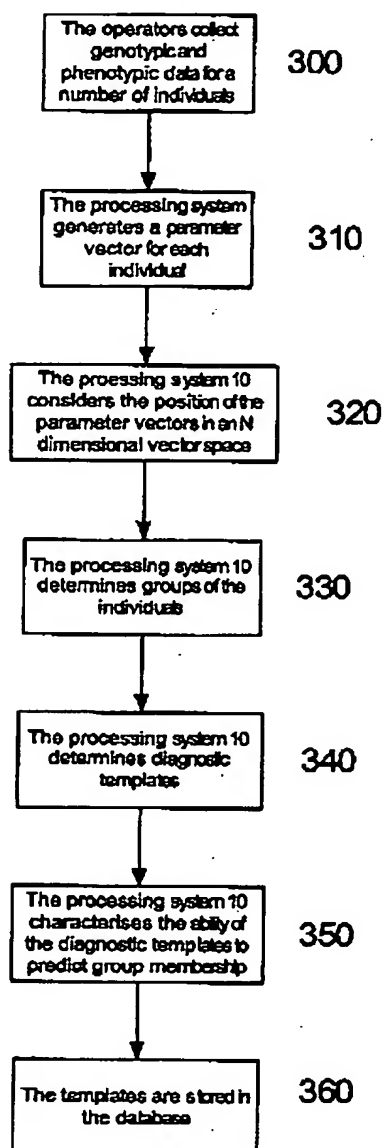 The operators collect
genotypic and
phenotypic data for a
number of individuals
300
The processing system
generates a parameter
vector for each
individual
310
The processing system 10
considers the position of the
parameter vectors in an N
dimensional vector space
320
The processing system 10
determines groups of the
individuals
330
The processing system 10
determines diagnostic
templates
340
The processing system 10
characterises the ability of
the diagnostic templates to
predict group membership
350
The templates are stored in
the database
360